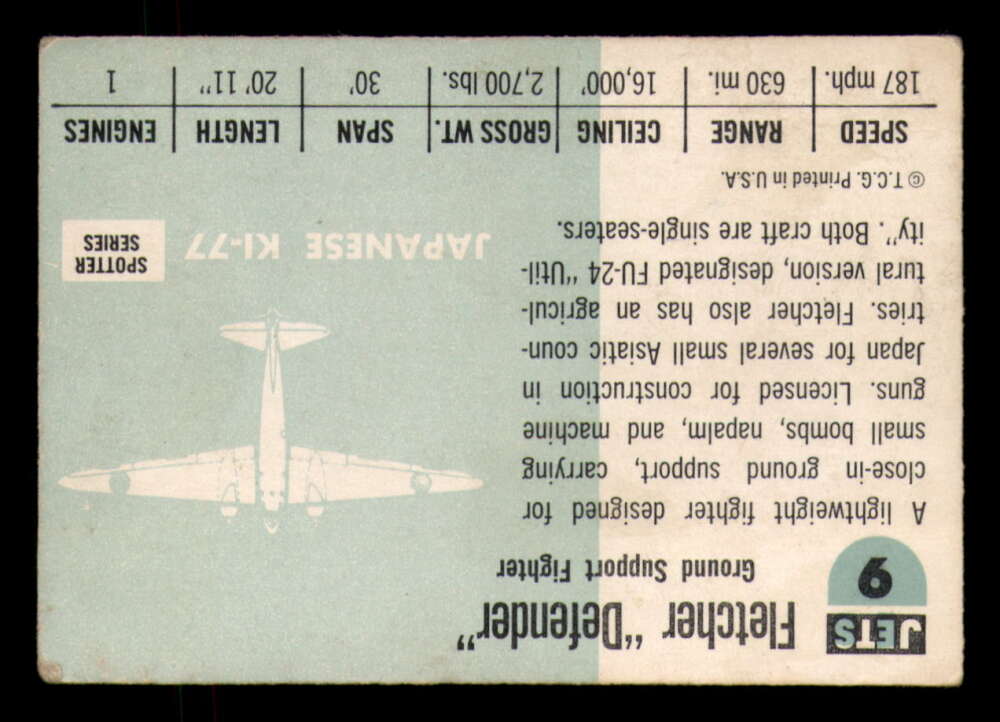 JETS
6
Fletcher "Defender"
Ground Support Fighter
A lightweight fighter designed for
close-in ground support, carrying
small bombs, napalm, and machine
guns. Licensed for construction in
Japan for several small Asiatic coun-
tries. Fletcher also has an agricul-
tural version, designated FU-24 "Util-
ity". Both craft are single-seaters.
© T.C.G. Printed in U.S.A.
JAPANESE KI-77
SPOTTER
SERIES
SPEED RANGE CEILING GROSS WT. SPAN LENGTH ENGINES
187 mph. 630 mi. 16,000' 2,700 lbs. 30' 20' 11" 1